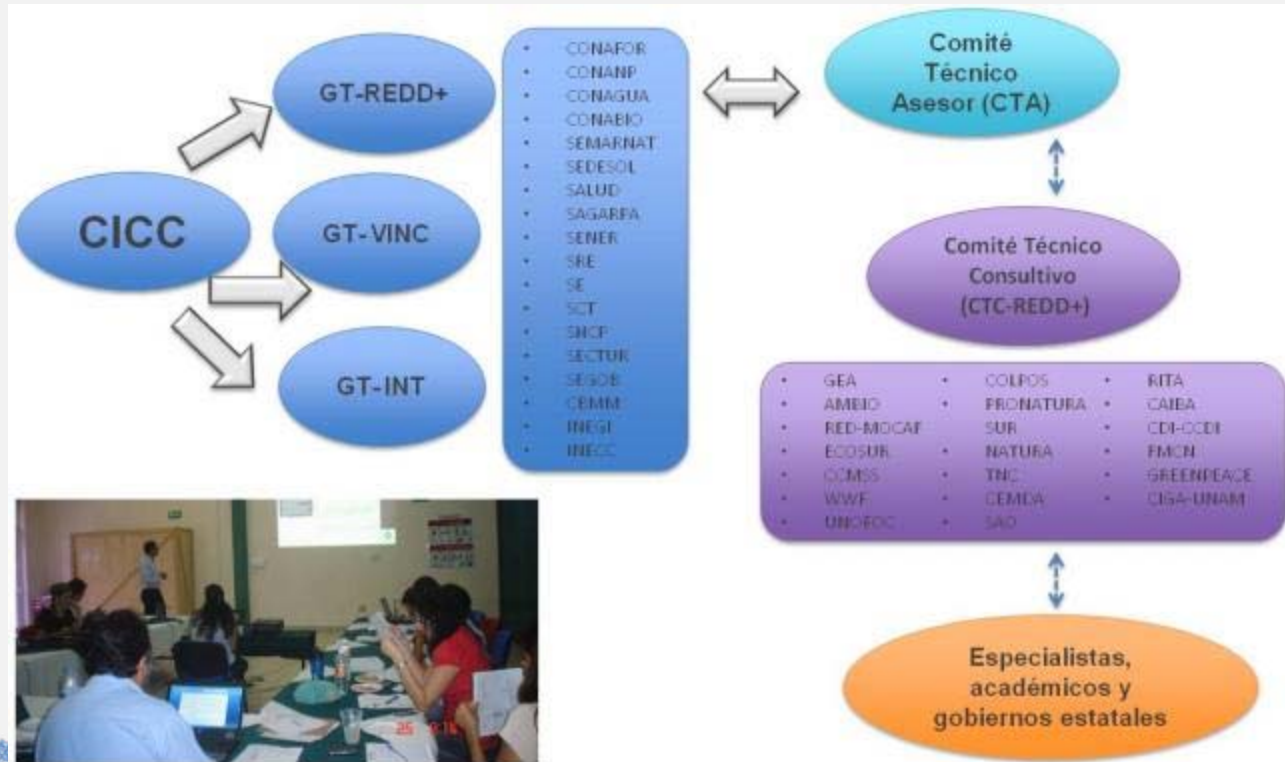 CICC
GT-REDD+
GT-VINC
GT-INT
• CONAFOR
• CONANP
• CONAGUA
• CONABIO
• SEMARNAT
• SEDESOL
• SALUD
• SAGARPA
• SENER
• SRE
• SE
• SCT
• SHCP
• SECTUR
• SEGOB
• CBMM
• INEGI
• INECC
Comité
Técnico
Asesor (CTA)
Comité Técnico
Consultivo
(CTC-REDD+)
• GEA
• AMBIO
• RED-MOCAF
• ECOSUR
• CCMSS
• WWF
• UNOFOC
• COLPOS
• PRONATURA
SUR
• NATURA
• TNC
• CEMDA
• SAO
• RITA
• CAIBA
• CDI-CCDI
• FMCN
• GREENPEACE
• CIGA-UNAM
Especialistas,
académicos y
gobiernos estatales